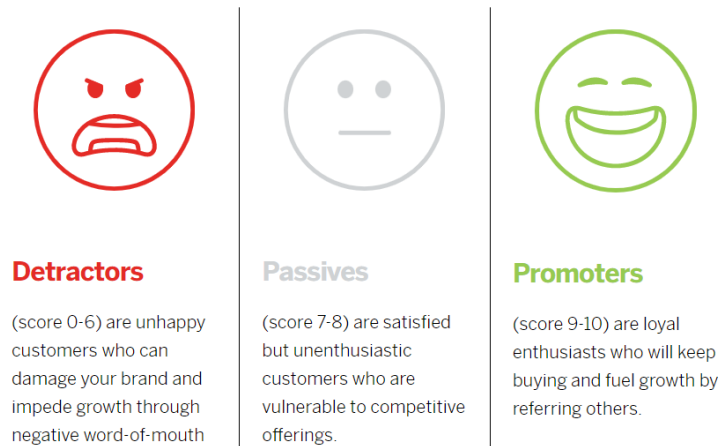 Detractors
(score 0-6) are unhappy
customers who can
damage your brand and
impede growth through
negative word-of-mouth
Passives
(score 7-8) are satisfied
but unenthusiastic
customers who are
vulnerable to competitive
offerings.
Promoters
(score 9-10) are loyal
enthusiasts who will keep
buying and fuel growth by
referring others.